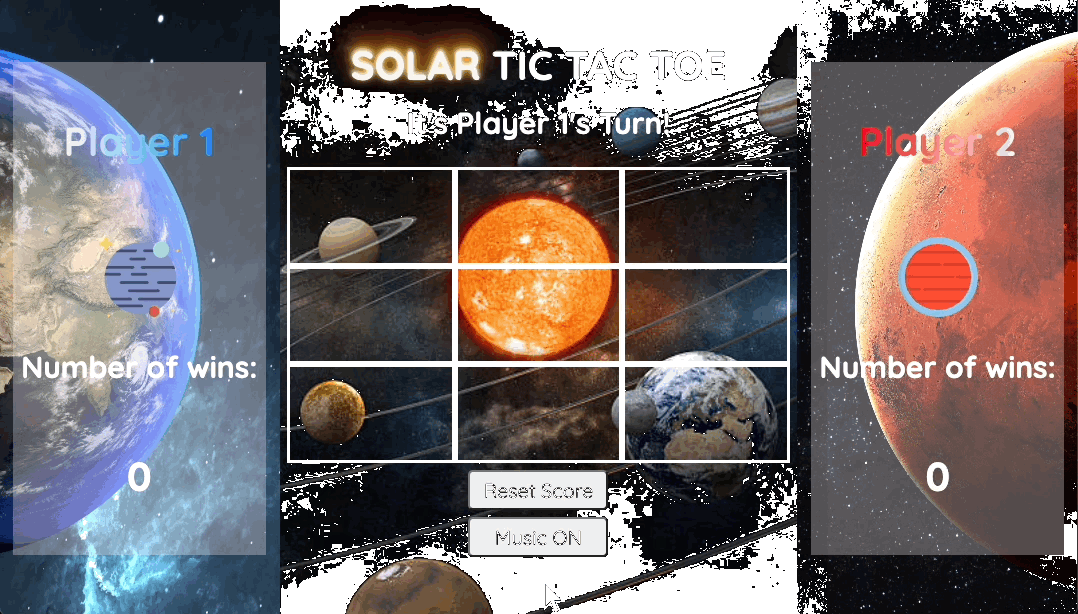 SOLAR TIC TAC TOE
It's Player 1's Turn!
Player 1
Number of wins:
0
Reset Score
Music ON
Player 2
Number of wins:
0